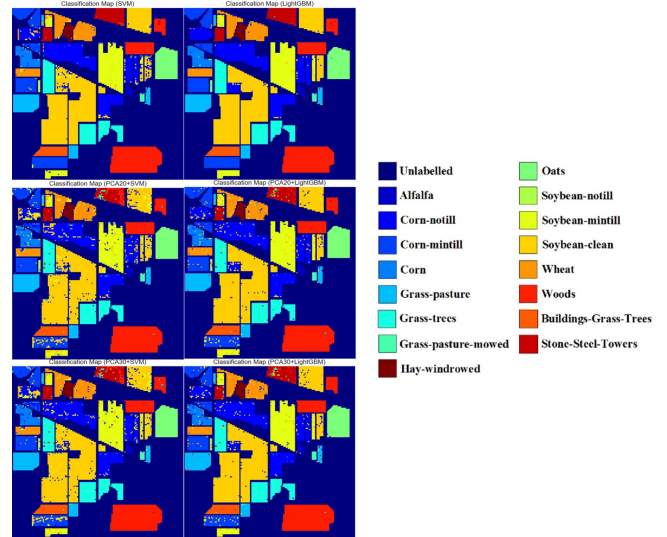 Classification Map (SVM)
Classification Map (LightGBM)
Classification Map (PCA20+SVM)
Classification Map (PCA20+LightGBM)
Classification Map (PCA30+SVM)
Classification Map (PCA30+LightGBM)
Unlabelled
Alfalfa
Corn-notill
Corn-mintill
Corn
Grass-pasture
Grass-trees
Grass-pasture-mowed
Hay-windrowed
Oats
Soybean-notill
Soybean-mintill
Soybean-clean
Wheat
Woods
Buildings-Grass-Trees
Stone-Steel-Towers